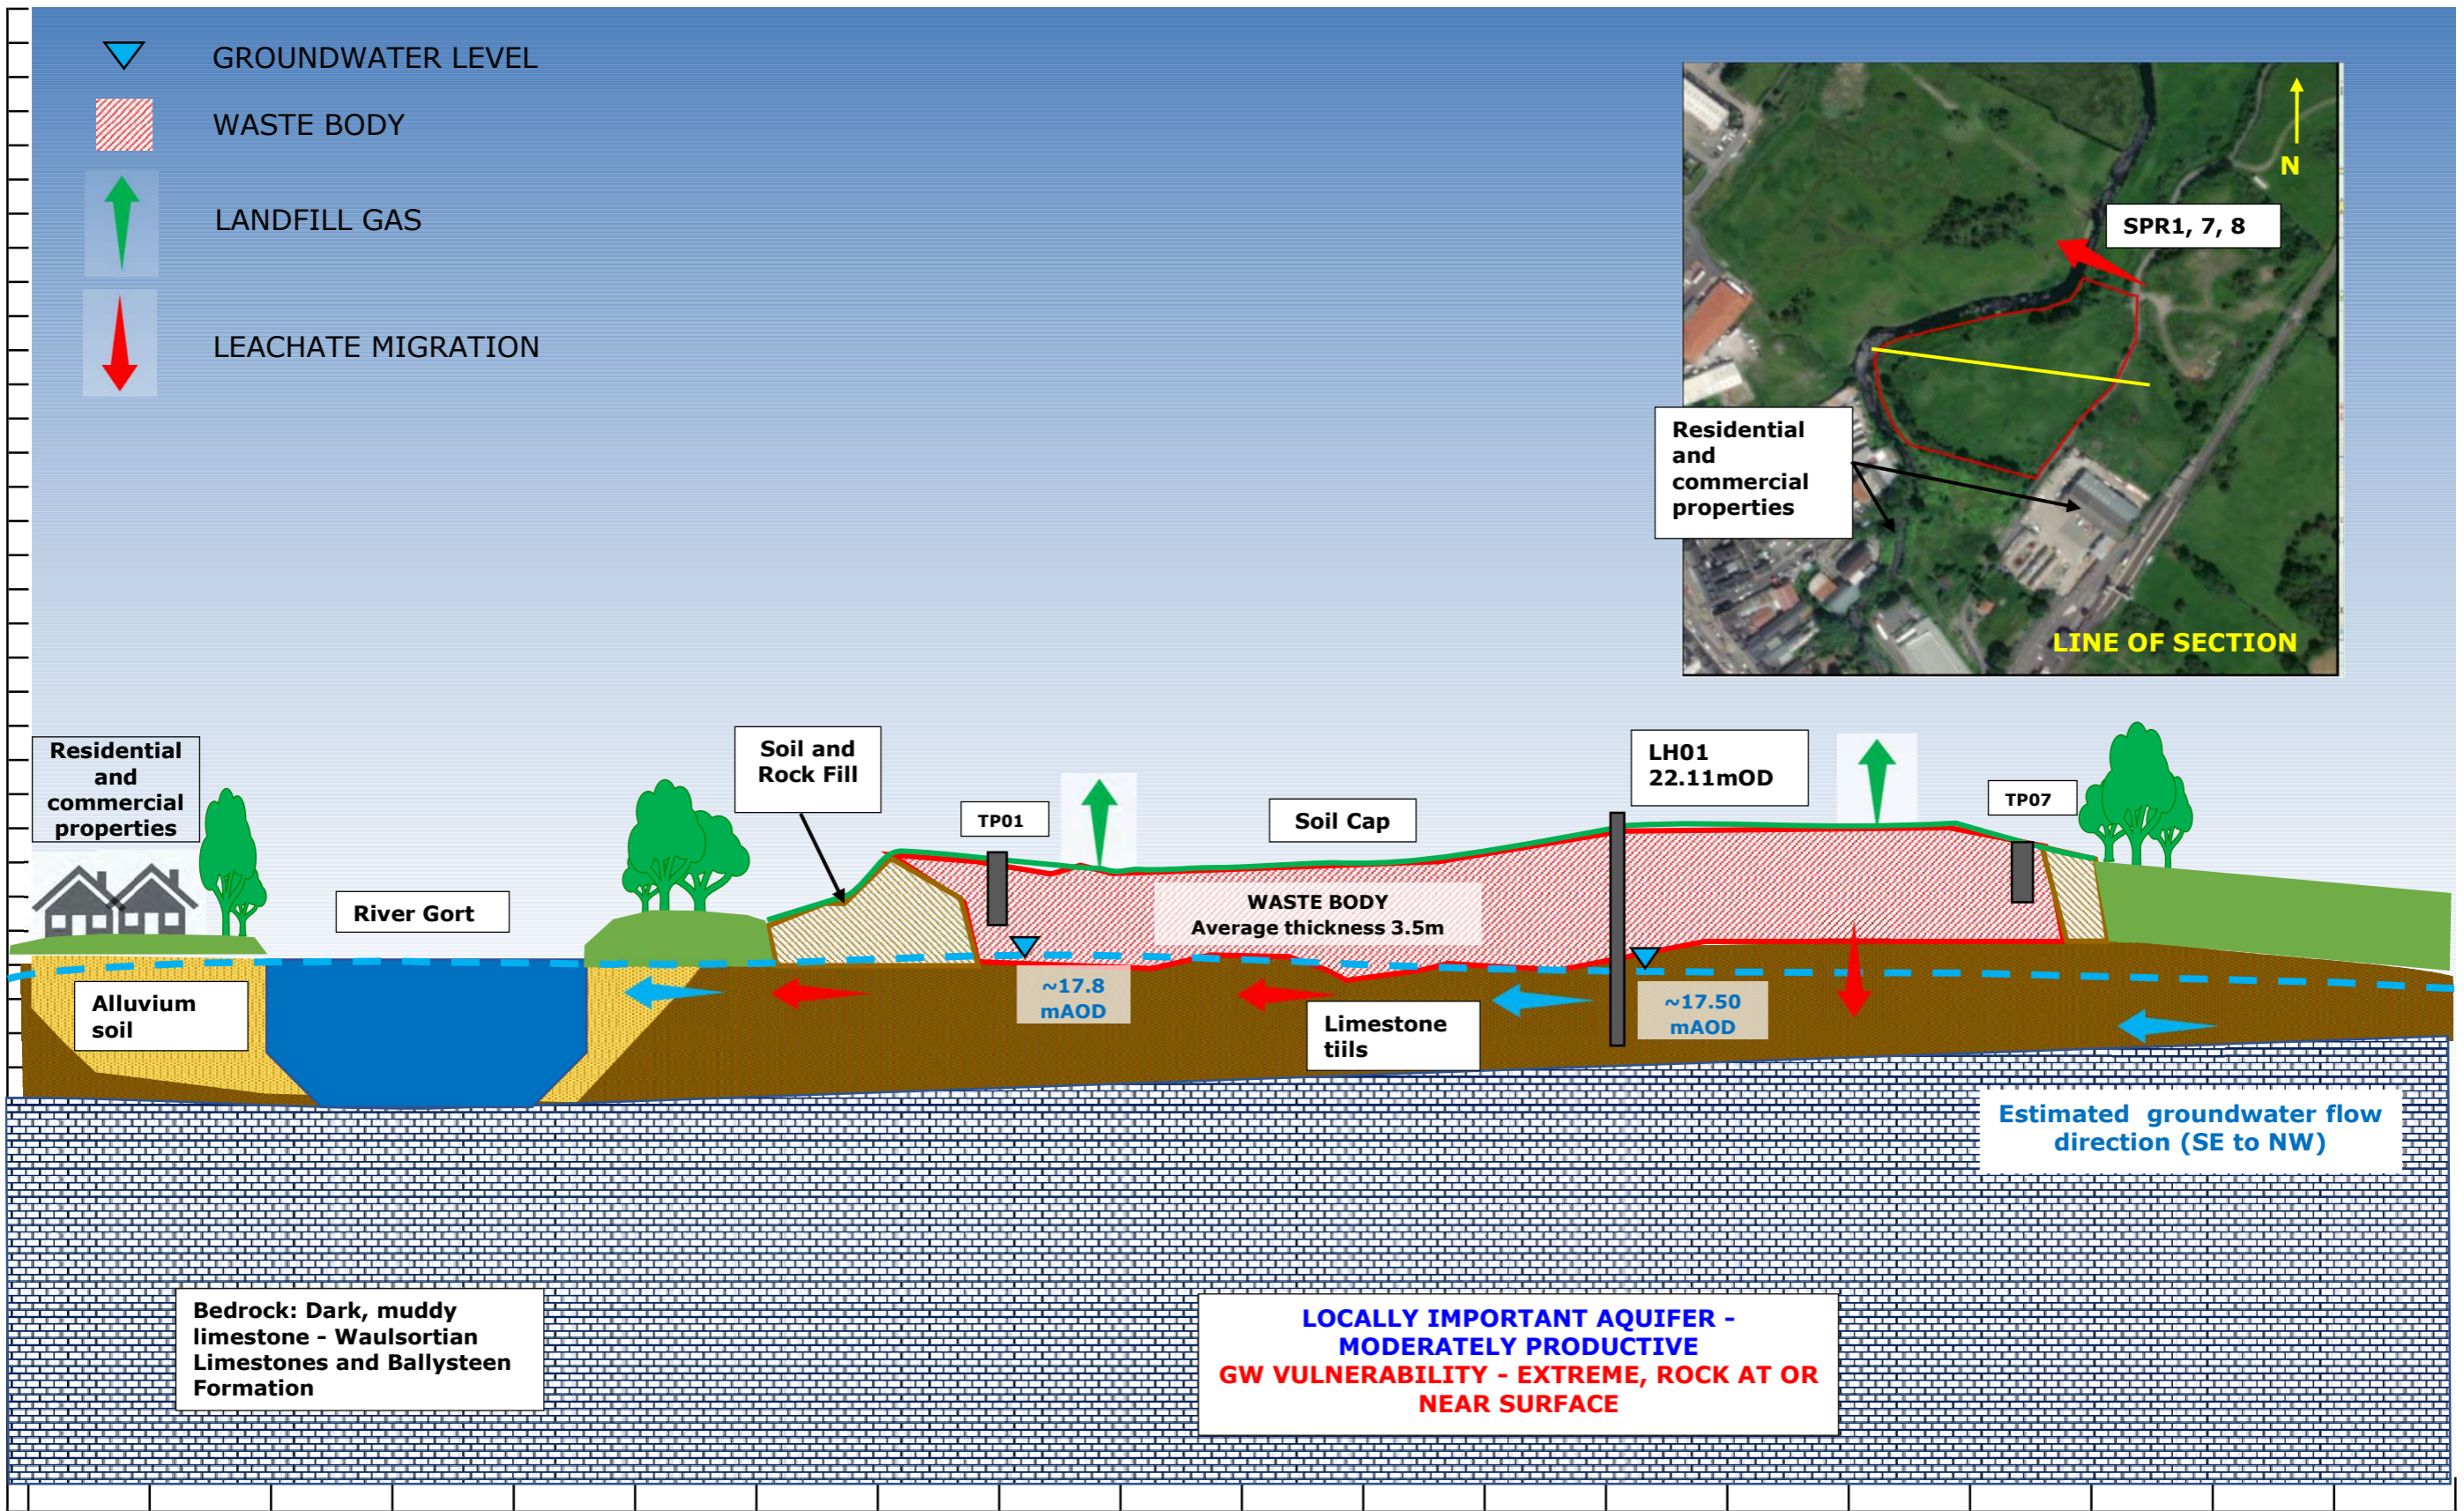 GROUNDWATER LEVEL
WASTE BODY
LANDFILL GAS
LEACHATE MIGRATION
N
SPR1, 7, 8
Residential
and
commercial
properties
LINE OF SECTION
Residential
and
commercial
properties
River Gort
Soil and
Rock Fill
TP01
Soil Cap
LH01
22.11mOD
TP07
WASTE BODY
Average thickness 3.5m
Alluvium
soil
~17.8
mAOD
Limestone
tiils
~17.50
mAOD
Estimated groundwater flow
direction (SE to NW)
Bedrock: Dark, muddy
limestone - Waulsortian
Limestones and Ballysteen
Formation
LOCALLY IMPORTANT AQUIFER -
MODERATELY PRODUCTIVE
GW VULNERABILITY - EXTREME, ROCK AT OR
NEAR SURFACE